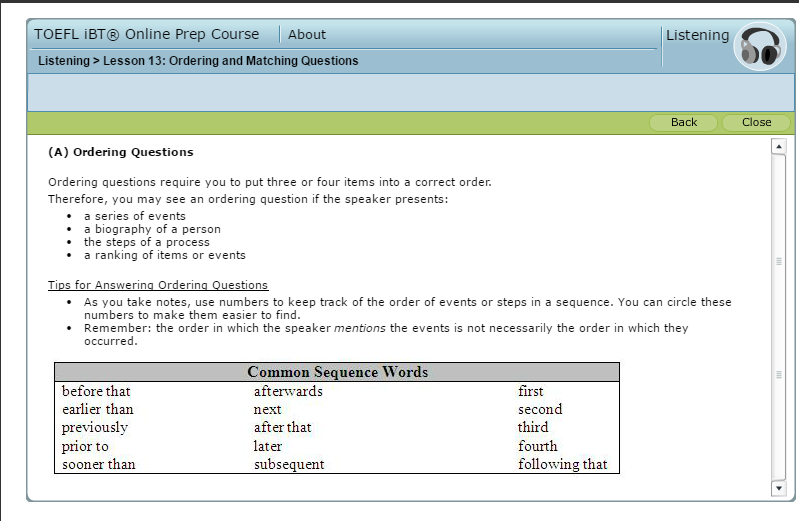 TOEFL iBT® Online Prep Course About Listening
Listening > Lesson 13: Ordering and Matching Questions
Back Close
(A) Ordering Questions
Ordering questions require you to put three or four items into a correct order.
Therefore, you may see an ordering question if the speaker presents:
• a series of events
• a biography of a person
• the steps of a process
• a ranking of items or events
Tips for Answering Ordering Questions
• As you take notes, use numbers to keep track of the order of events or steps in a sequence. You can circle these
numbers to make them easier to find.
• Remember: the order in which the speaker mentions the events is not necessarily the order in which they
occurred.
Common Sequence Words
before that afterwards first
earlier than next second
previously after that third
prior to later fourth
sooner than subsequent following that